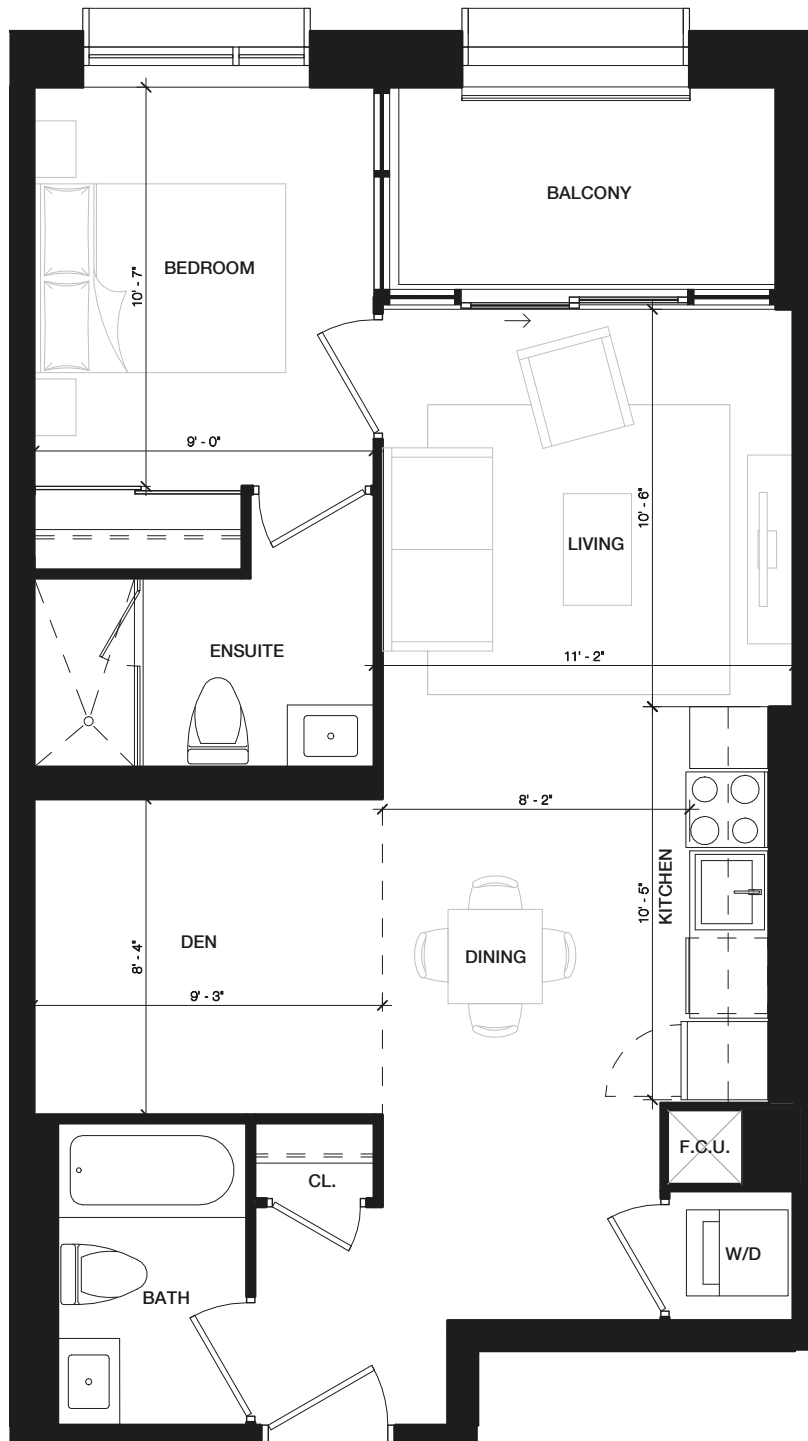 BALCONY
BEDROOM
10' - 7"
9' - 0"
10' - 6"
LIVING
ENSUITE
11' - 2"
8' - 2"
KITCHEN
10' - 5"
DEN
8' - 4"
DINING
9' - 3"
F.C.U.
CL.
W/D
BATH